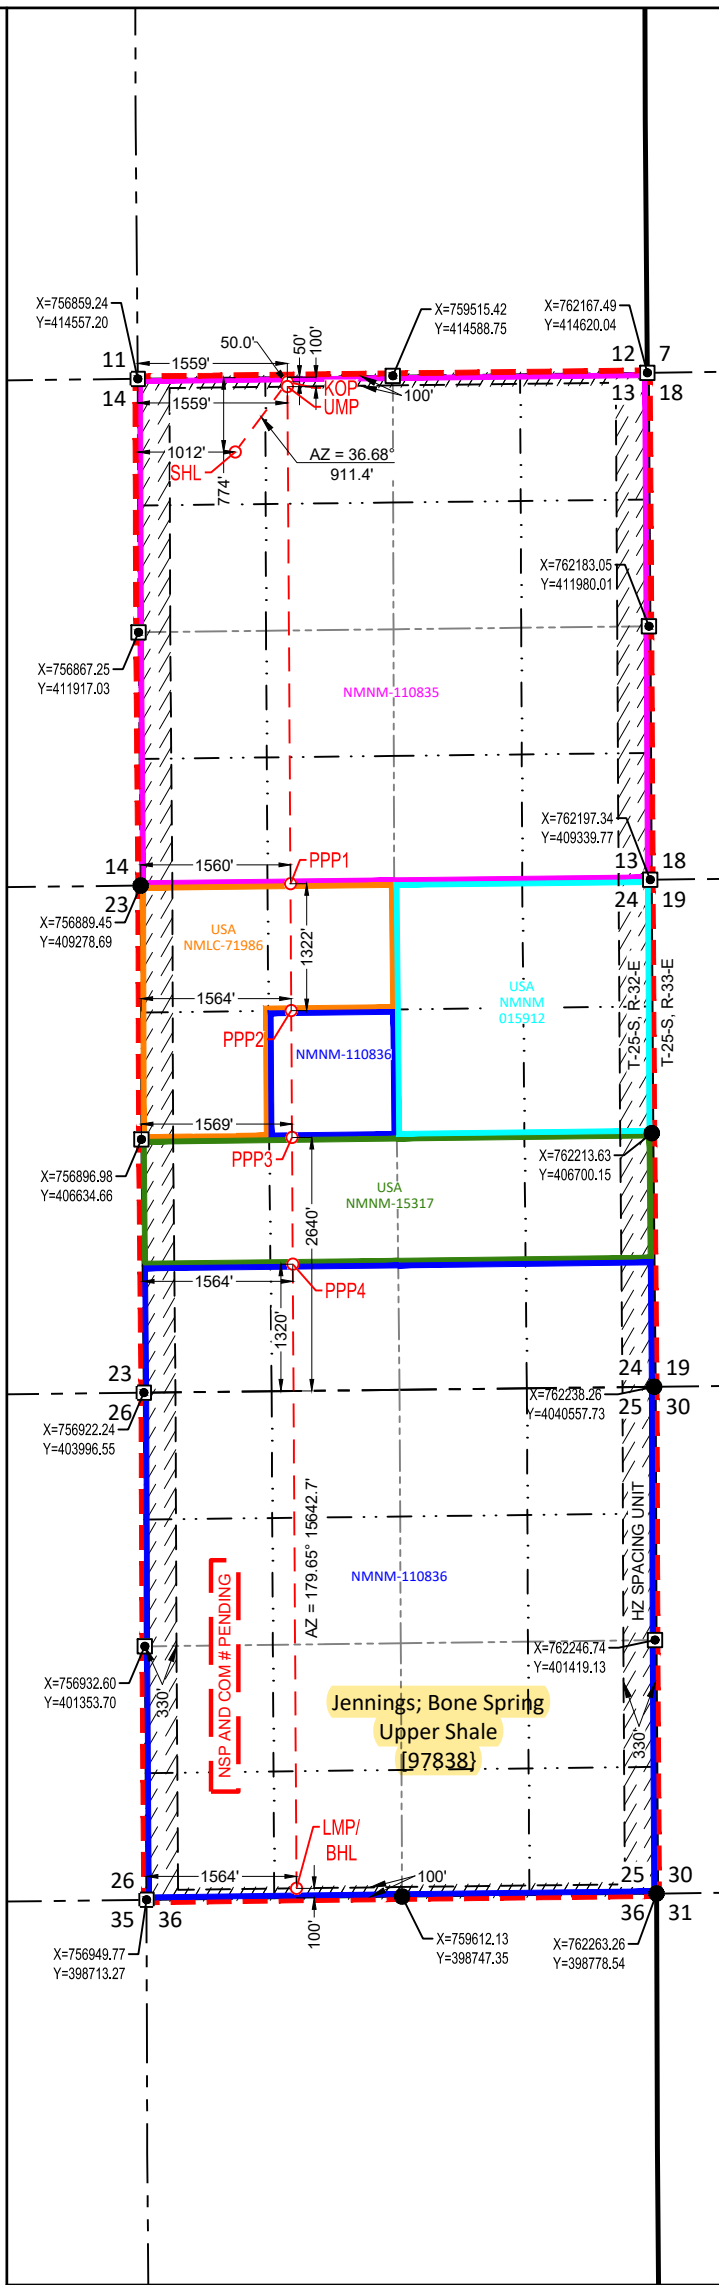 X=756859.24
Y=414557.20
X=759515.42
Y=414588.75
X=762167.49
Y=414620.04
11
14
12
7
13
18
1559'
50.0'
50'
100'
KOP
UMP
100'
1559'
1012'
SHL
774'
AZ = 36.68°
911.4'
X=762183.05
Y=411980.01
X=756867.25
Y=411917.03
NMNM-110835
X=762197.34
Y=409339.77
14
23
1560'
PPP1
13
18
24
19
X=756889.45
Y=409278.69
USA
NMLC-71986
1322'
USA
NMNM
015912
T-25-S, R-32-E
T-25-S, R-33-E
1564'
PPP2
NMNM-110836
1569'
PPP3
X=756896.98
Y=406634.66
X=762213.63
Y=406700.15
USA
NMNM-15317
2640'
1564'
PPP4
1320'
23
26
24
19
25
30
X=762238.26
Y=4040557.73
X=756922.24
Y=403996.55
AZ = 179.65° 15642.7'
HZ SPACING UNIT
NMNM-110836
NSP AND COM # PENDING
X=762246.74
Y=401419.13
X=756932.60
Y=401353.70
330'
330'
Jennings; Bone Spring
Upper Shale
[97838}
LMP/
BHL
26
35
36
1564'
100'
100'
25
30
36
31
X=756949.77
Y=398713.27
X=759612.13
Y=398747.35
X=762263.26
Y=398778.54